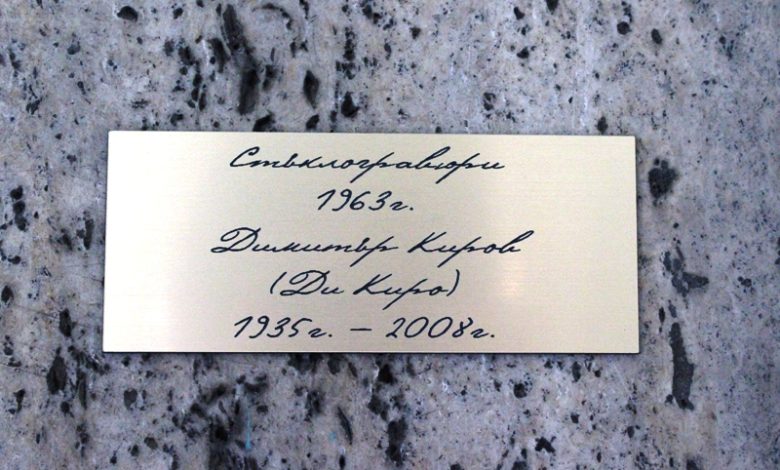 Стъклогравюри
1963г.
Димитър Киров
(Ди Киро)
1935г. – 2008г.